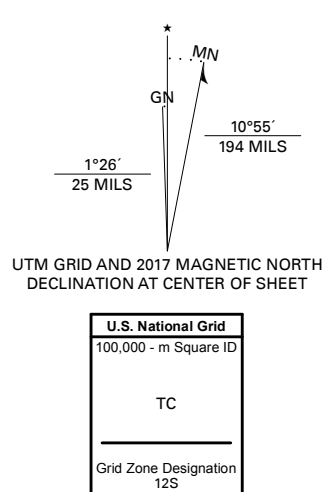 ★
MN
GN
10°55´
194 MILS
1°26´
25 MILS
UTM GRID AND 2017 MAGNETIC NORTH
DECLINATION AT CENTER OF SHEET
U.S. National Grid
100,000 - m Square ID
TC
Grid Zone Designation
12S